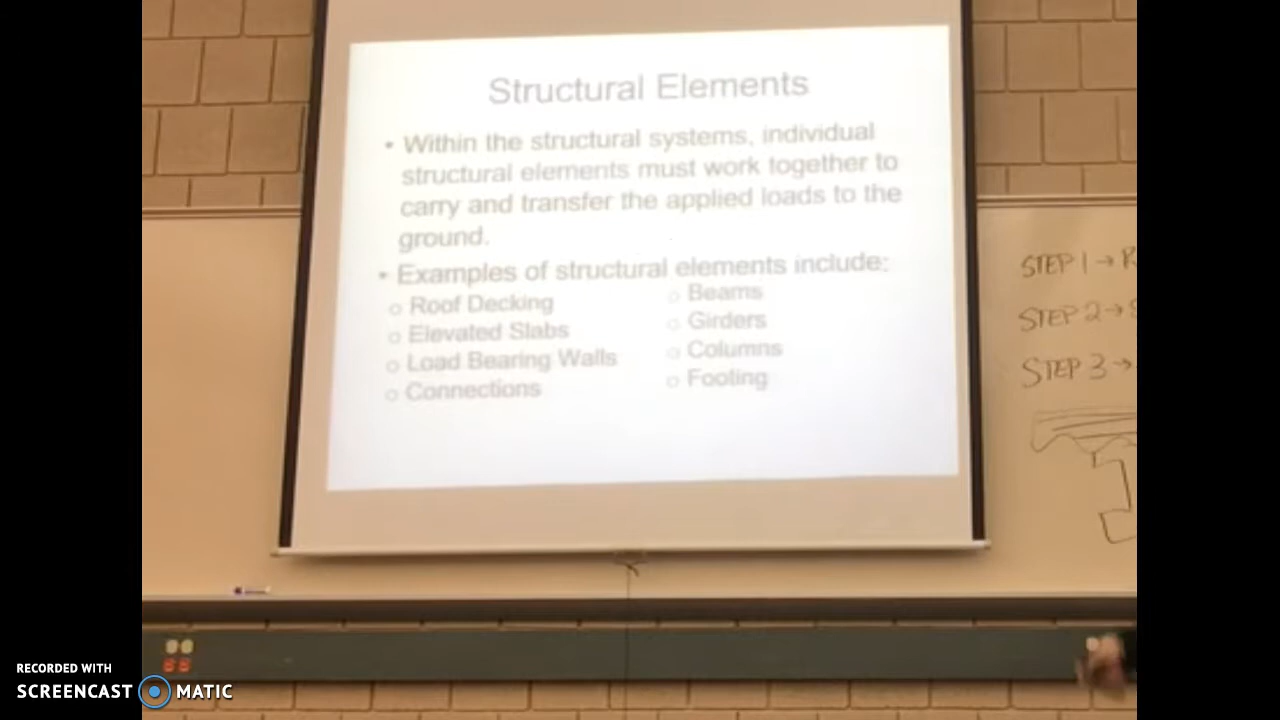 Structural Elements
• Within the structural systems, individual
structural elements must work together to
carry and transfer the applied loads to the
ground.
• Examples of structural elements include:
o Roof Decking
o Elevated Slabs
o Load Bearing Walls
o Connections
o Beams
o Girders
o Columns
o Footing
STEP 1 →
STEP 2 →
STEP 3 →
RECORDED WITH
SCREENCAST MATIC